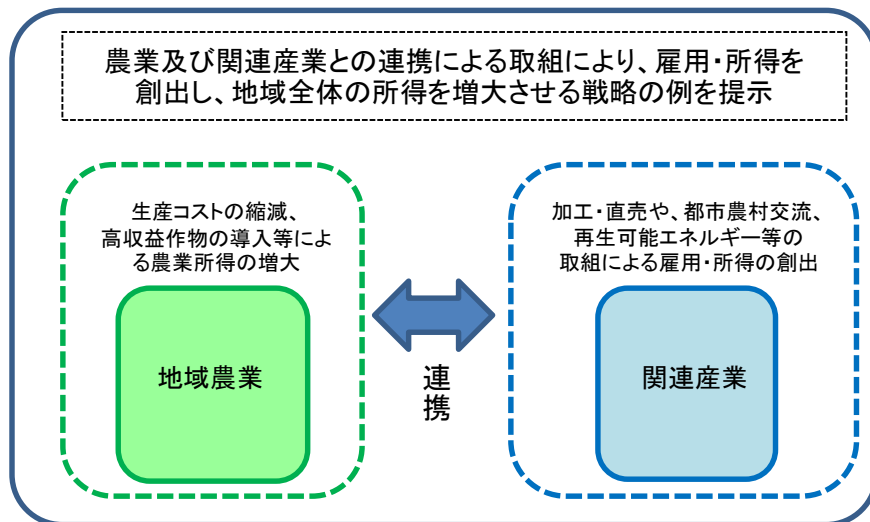 農業及び関連産業との連携による取組により、雇用・所得を
創出し、地域全体の所得を増大させる戦略の例を提示
生産コストの縮減、
高収益作物の導入等によ
る農業所得の増大
地域農業
連
携
加工・直売や、都市農村交流、
再生可能エネルギー等の
取組による雇用・所得の創出
関連産業